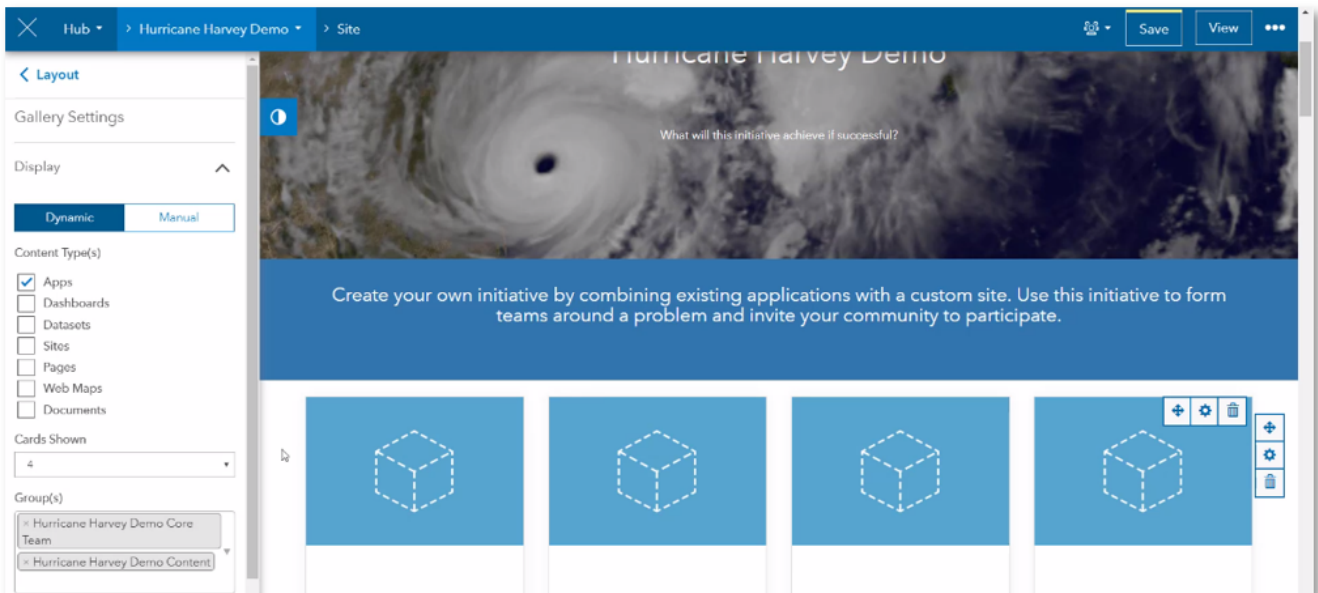 Hub > Hurricane Harvey Demo > Site
Save
View
Layout
Gallery Settings
Display
Dynamic
Manual
Content Type(s)
Apps
Dashboards
Datasets
Sites
Pages
Web Maps
Documents
Cards Shown
4
Group(s)
× Hurricane Harvey Demo Core
Team
× Hurricane Harvey Demo Content
Hurricane Harvey Demo
What will this initiative achieve if successful?
Create your own initiative by combining existing applications with a custom site. Use this initiative to form
teams around a problem and invite your community to participate.